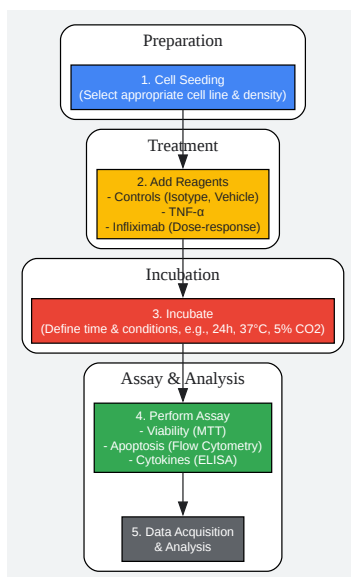 Preparation
1. Cell Seeding
(Select appropriate cell line & density)
Treatment
2. Add Reagents
- Controls (Isotype, Vehicle)
- TNF-α
- Infliximab (Dose-response)
Incubation
3. Incubate
(Define time & conditions, e.g., 24h, 37°C, 5% CO2)
Assay & Analysis
4. Perform Assay
- Viability (MTT)
- Apoptosis (Flow Cytometry)
- Cytokines (ELISA)
5. Data Acquisition
& Analysis